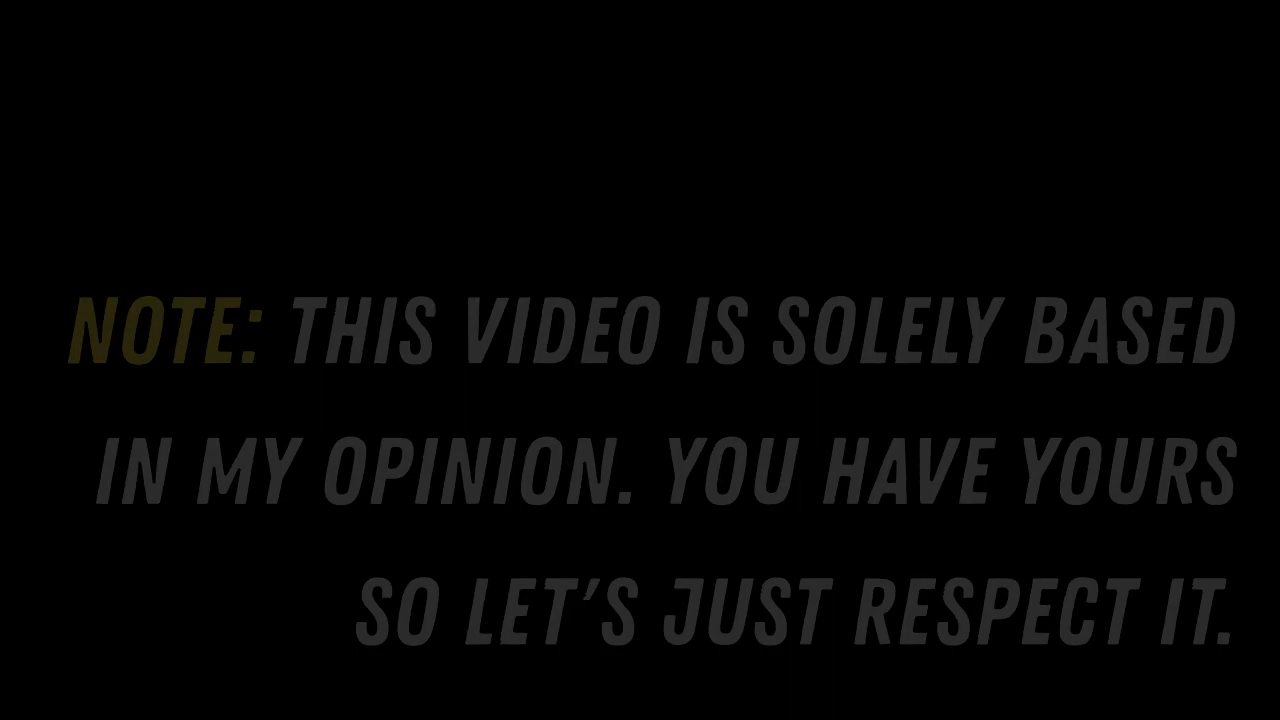 NOTE: THIS VIDEO IS SOLELY BASED
IN MY OPINION. YOU HAVE YOURS
SO LET'S JUST RESPECT IT.